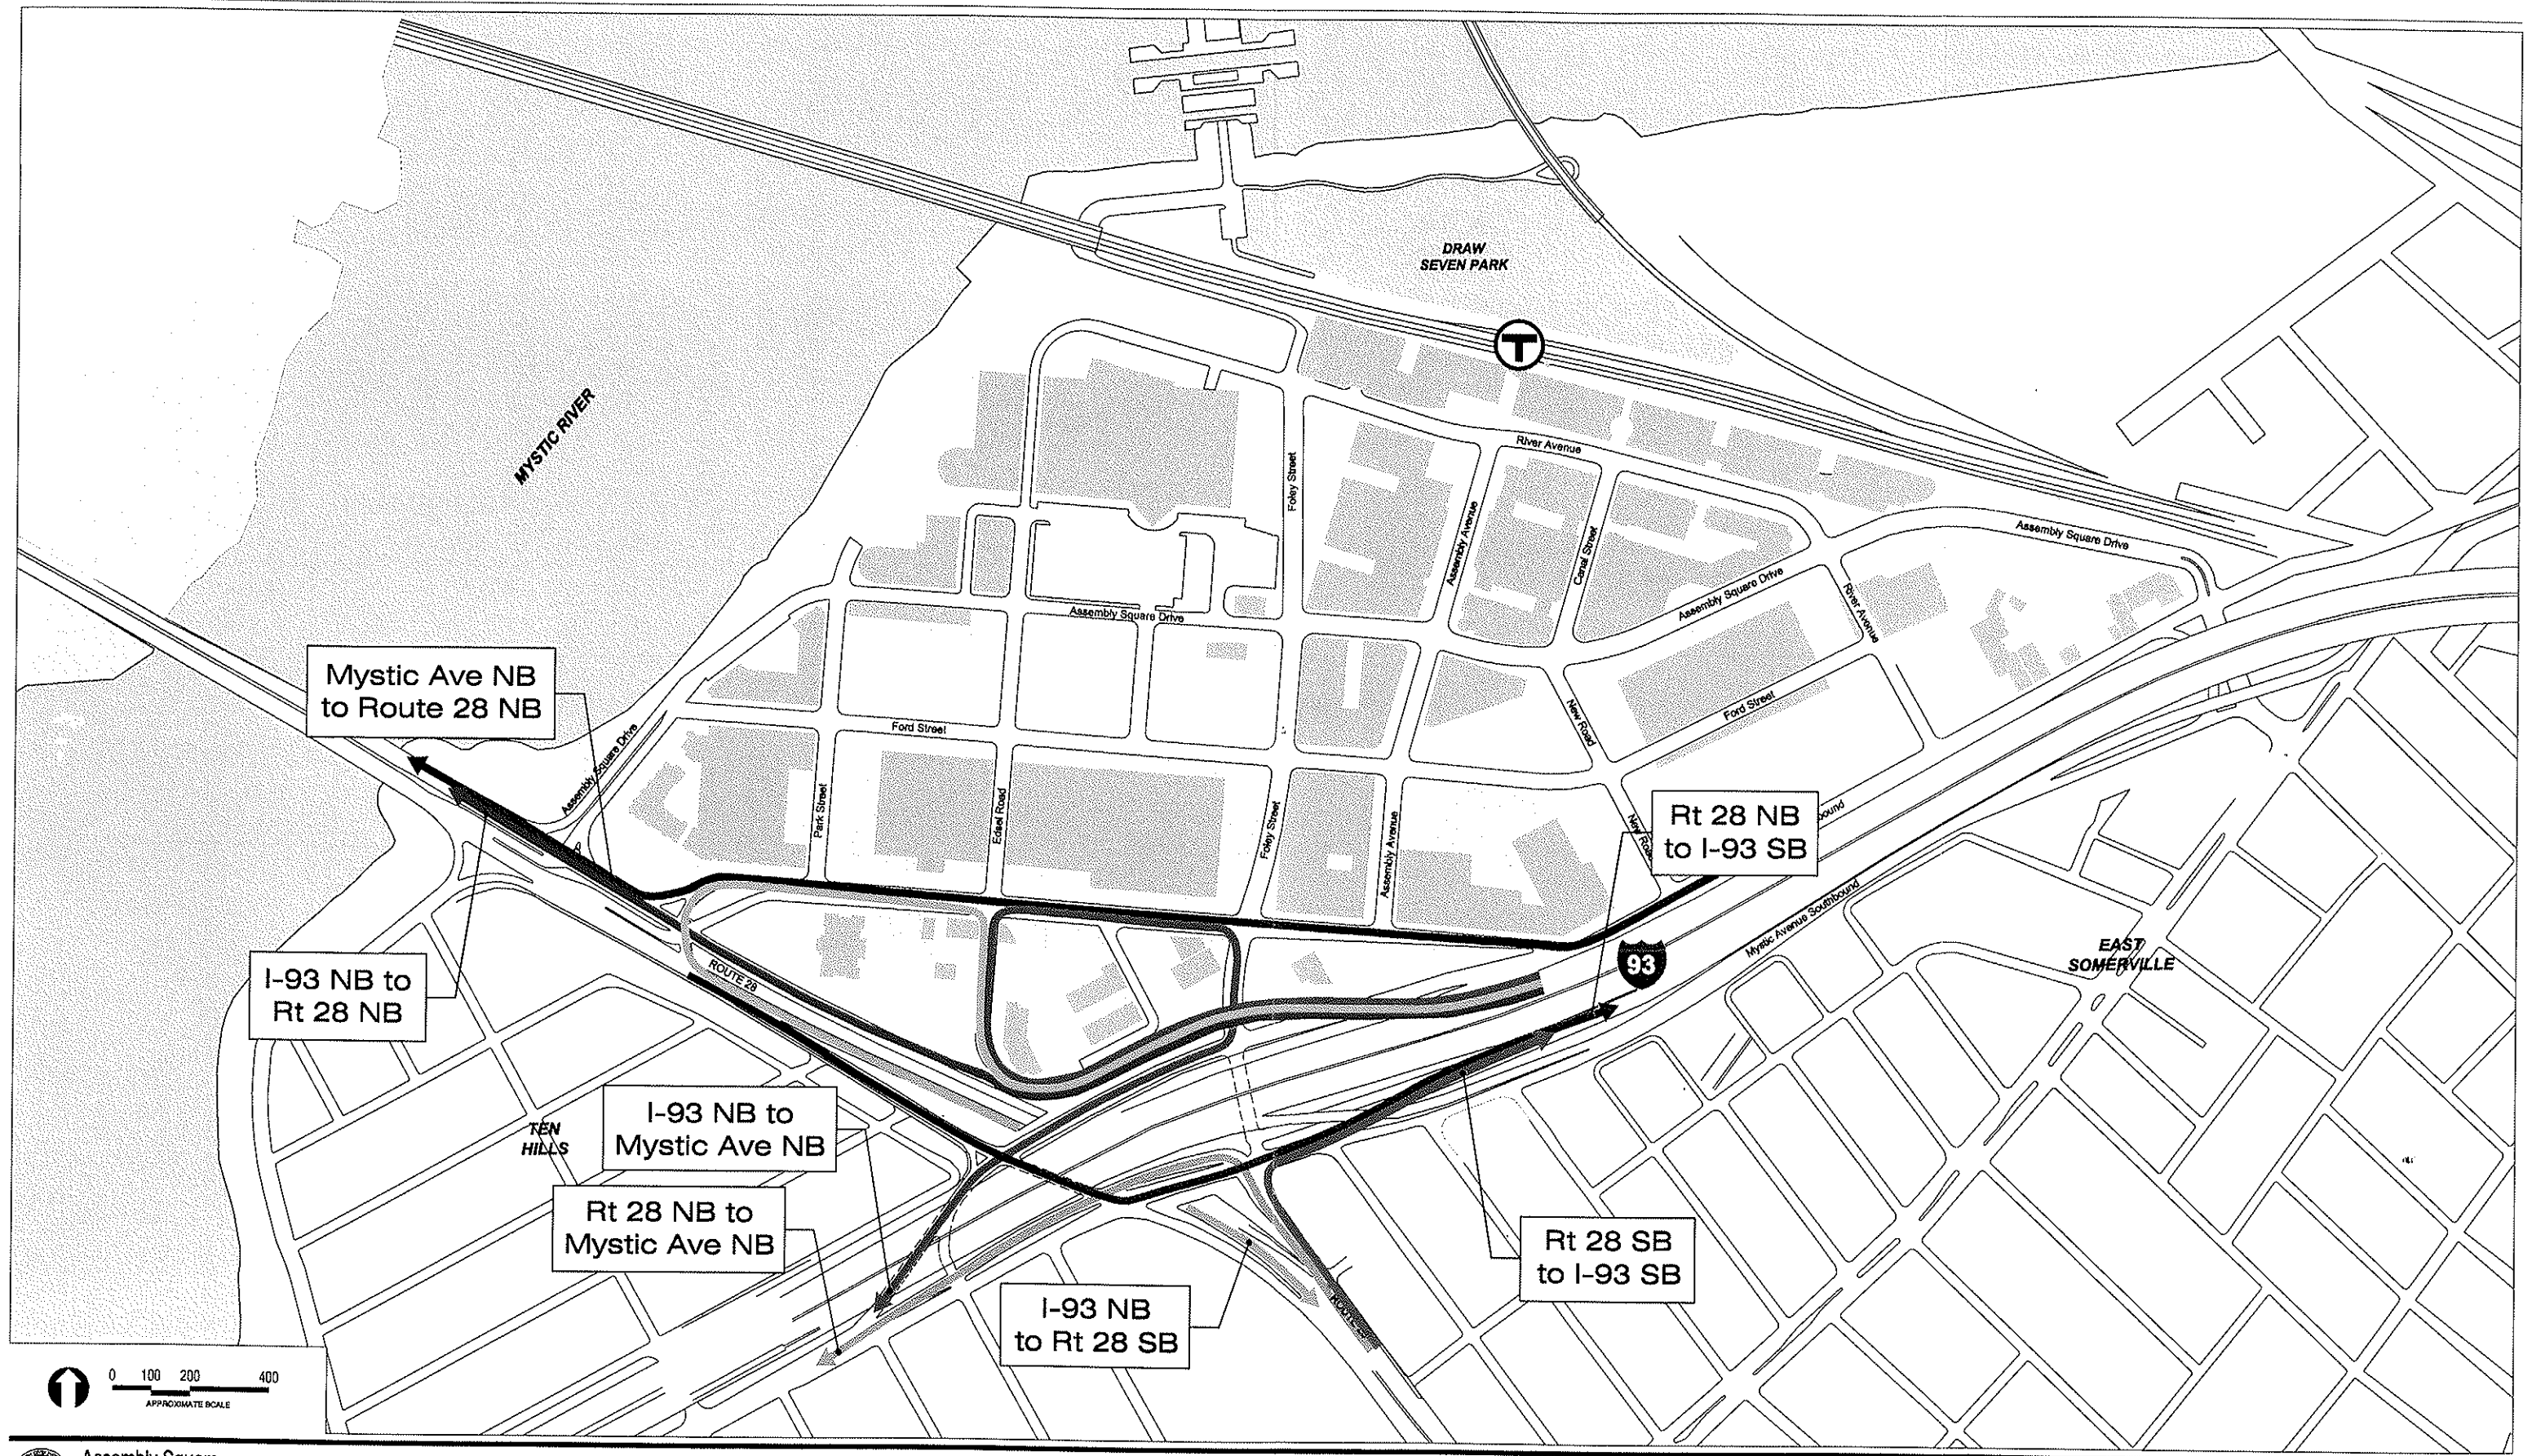 DRAW
SEVEN PARK
T
MYSTIC RIVER
River Avenue
Foley Street
Assembly Avenue
Canal Street
Assembly Square Drive
Assembly Square Drive
River Avenue
Assembly Square Drive
Mystic Ave NB
to Route 28 NB
Assembly Square Drive
Ford Street
New Road
Ford Street
Park Street
Edsel Road
Foley Street
Assembly Avenue
New Road
Rt 28 NB
to I-93 SB
bound
Mystic Avenue Southbound
EAST
SOMERVILLE
93
I-93 NB to
Rt 28 NB
ROUTE 28
TEN
HILLS
I-93 NB to
Mystic Ave NB
Rt 28 NB to
Mystic Ave NB
Rt 28 SB
to I-93 SB
I-93 NB
to Rt 28 SB
0 100 200 400
APPROXIMATE SCALE
Assembly Square